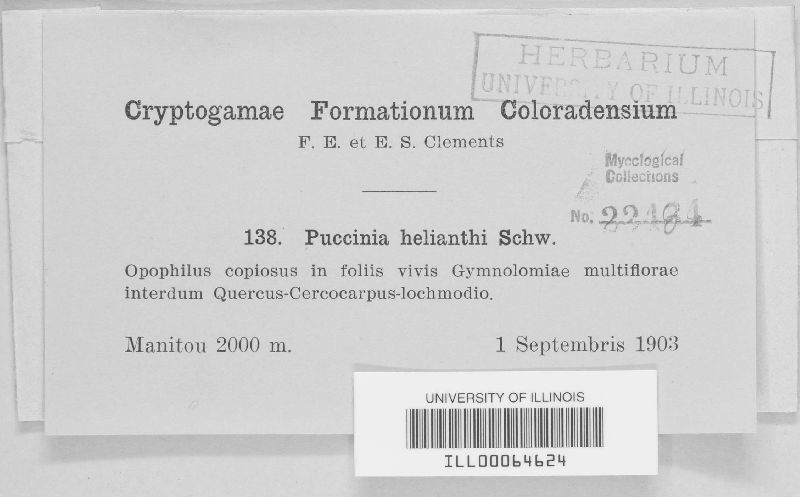 HERBARIUM
UNIVERSITY OF ILLINOIS
Cryptogamae Formationum Coloradensium
F. E. et E. S. Clements
Mycological
Collections
No.
138. Puccinia helianthi Schw.
Opophilus copiosus in foliis vivis Gymnolomiae multiflorae
interdum Quercus-Cercocarpus-lochmodio.
Manitou 2000 m.
1 Septembris 1903
UNIVERSITY OF ILLINOIS
ILL00064624